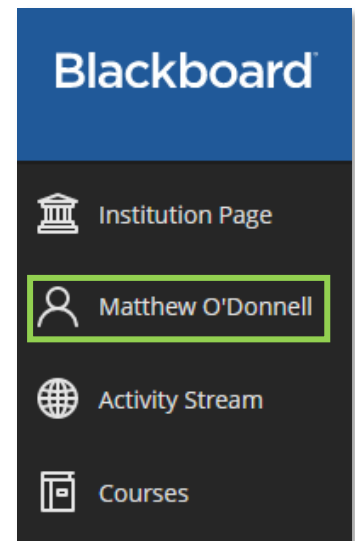 Blackboard
Institution Page
Matthew O'Donnell
Activity Stream
Courses